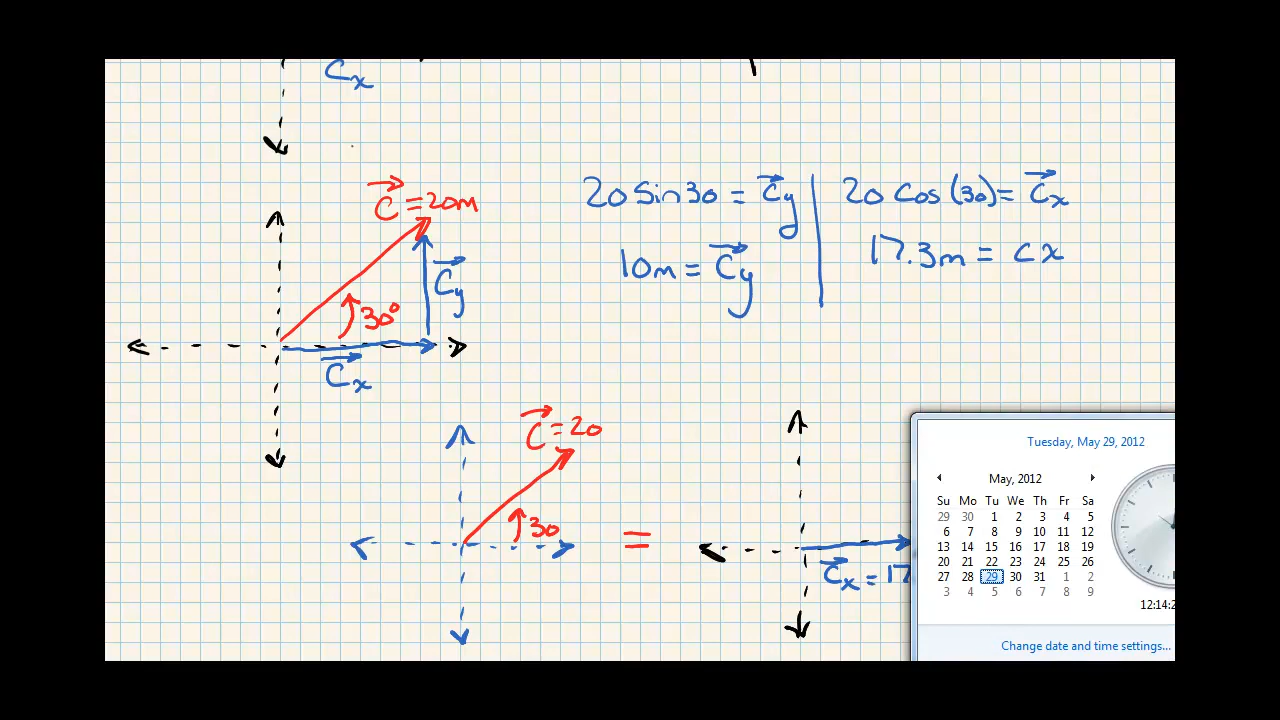 Cx
C = 20m
20 Sin 30 = Cy
20 Cos (30) = Cx
10m = Cy
17.3m = Cx
Cy
30°
Cx
C = 20
30
=
Cx = 17
Tuesday, May 29, 2012
May, 2012
Su Mo Tu We Th Fr Sa
29 30 1 2 3 4 5
6 7 8 9 10 11 12
13 14 15 16 17 18 19
20 21 22 23 24 25 26
27 28 29 30 31 1 2
3 4 5 6 7 8 9
12:14:2
Change date and time settings...